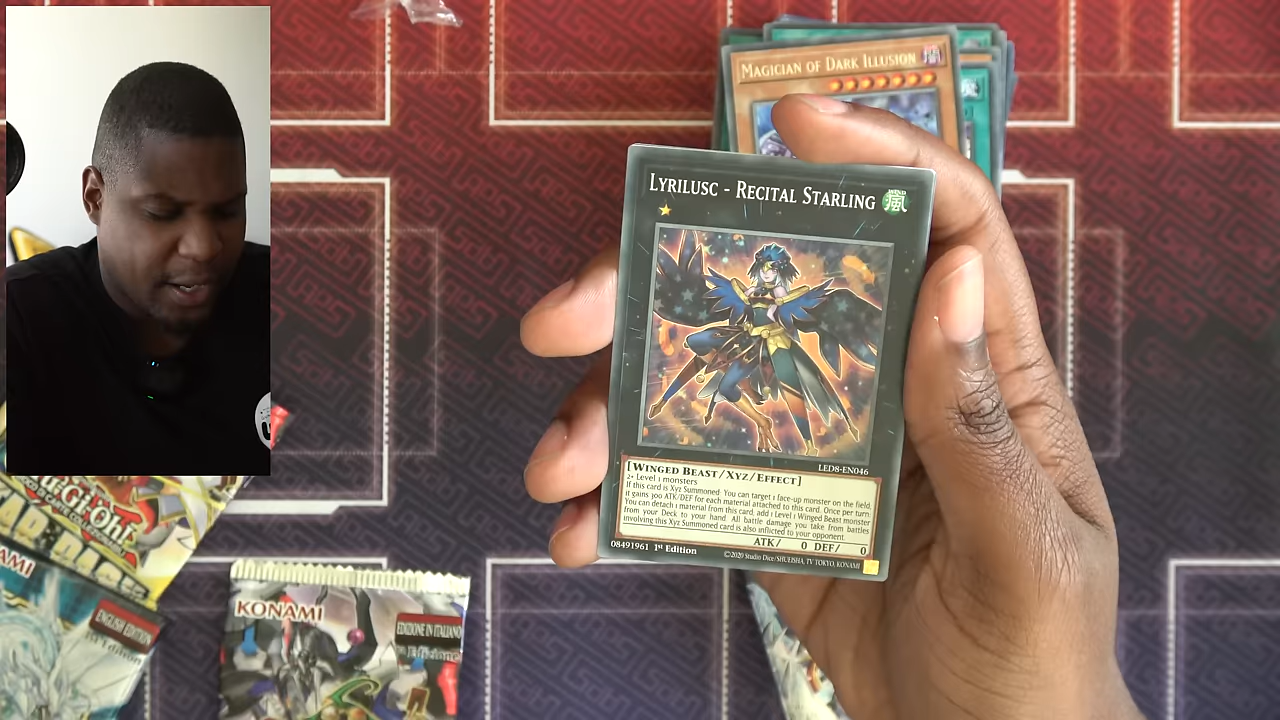 MAGICIAN OF DARK ILLUSION
LYRILUSC - RECITAL STARLING
WIND
風
LED8-EN046
[WINGED BEAST/XYZ/EFFECT]
2+ Level 1 monsters
If this card is Xyz Summoned: You can target 1 face-up monster on the field;
it gains 300 ATK/DEF for each material attached to this card. Once per turn:
You can detach 1 material from this card; add 1 Level 1 Winged Beast monster
from your Deck to your hand. All battle damage you take from battles
involving this Xyz Summoned card is also inflicted to your opponent.
ATK/ 0 DEF/ 0
08491961 1st Edition
©2020 Studio Dice/SHUEISHA, TV TOKYO, KONAMI
Yu-Gi-Oh!
ENGLISH EDITION
1st Edition
KONAMI
EDIZIONE IN ITALIANO
1ª Edizione